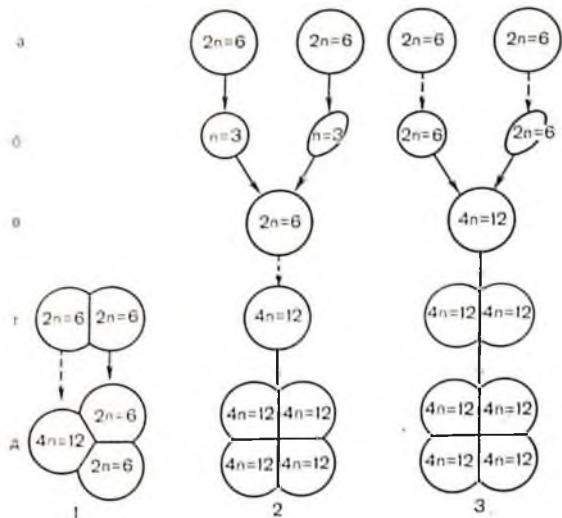 а 2n=6 2n=6 2n=6 2n=6
б n=3 n=3 2n=6 2n=6
в 2n=6 4n=12
г 2n=6 2n=6 4n=12 4n=12 4n=12
2n=6
4n=12 4n=12 4n=12 4n=12
д 4n=12
2n=6 4n=12 4n=12 4n=12 4n=12
1 2 3